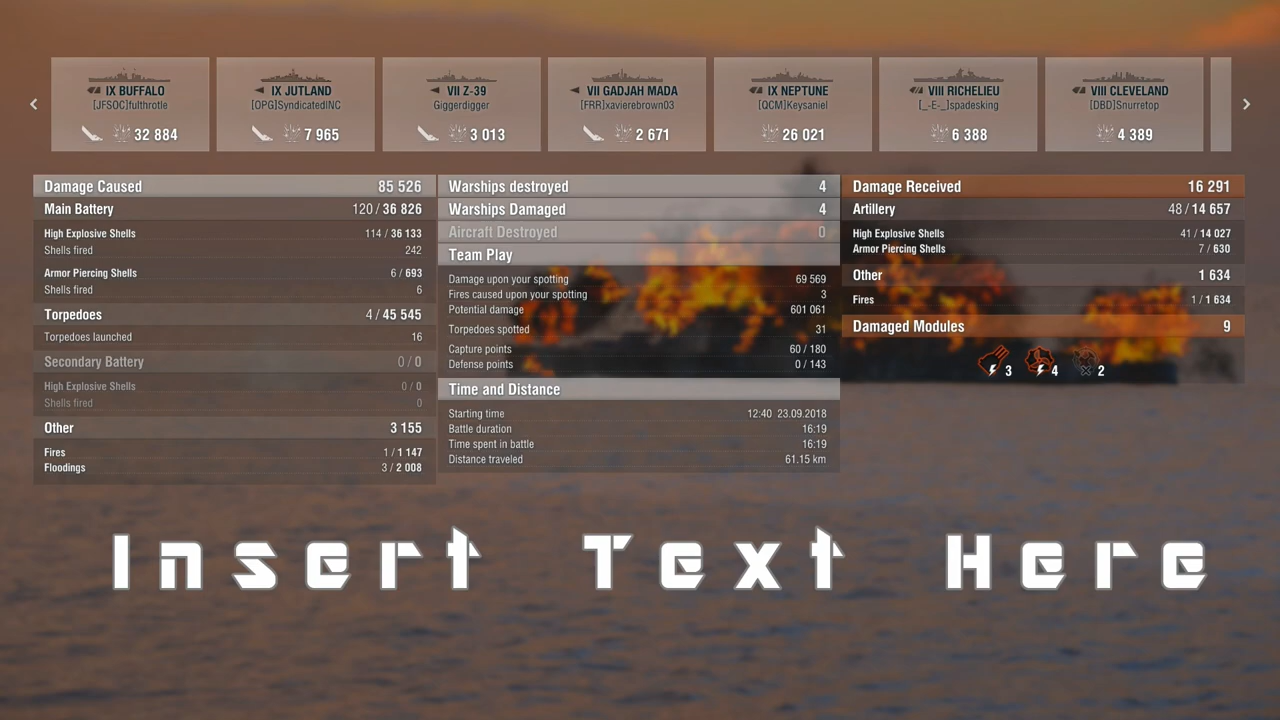 IX BUFFALO
[JFSOC]fulthrotle
32 884
IX JUTLAND
[OPG]SyndicatedINC
7 965
VII Z-39
Giggerdigger
3 013
VII GADJAH MADA
[FRR]xavierebrown03
2 671
IX NEPTUNE
[QCM]Keysaniel
26 021
VIII RICHELIEU
[_-E-_]spadesking
6 388
VIII CLEVELAND
[DBD]Snurretop
4 389
Damage Caused 85 526
Main Battery 120 / 36 826
High Explosive Shells 114 / 36 133
Shells fired 242
Armor Piercing Shells 6 / 693
Shells fired 6
Torpedoes 4 / 45 545
Torpedoes launched 16
Secondary Battery 0 / 0
High Explosive Shells 0 / 0
Shells fired 0
Other 3 155
Fires 1 / 1 147
Floodings 3 / 2 008
Warships destroyed 4
Warships Damaged 4
Aircraft Destroyed 0
Team Play
Damage upon your spotting 69 569
Fires caused upon your spotting 3
Potential damage 601 061
Torpedoes spotted 31
Capture points 60 / 180
Defense points 0 / 143
Time and Distance
Starting time 12:40 23.09.2018
Battle duration 16:19
Time spent in battle 16:19
Distance traveled 61.15 km
Damage Received 16 291
Artillery 48 / 14 657
High Explosive Shells 41 / 14 027
Armor Piercing Shells 7 / 630
Other 1 634
Fires 1 / 1 634
Damaged Modules 9
3 4 2
Insert Text Here